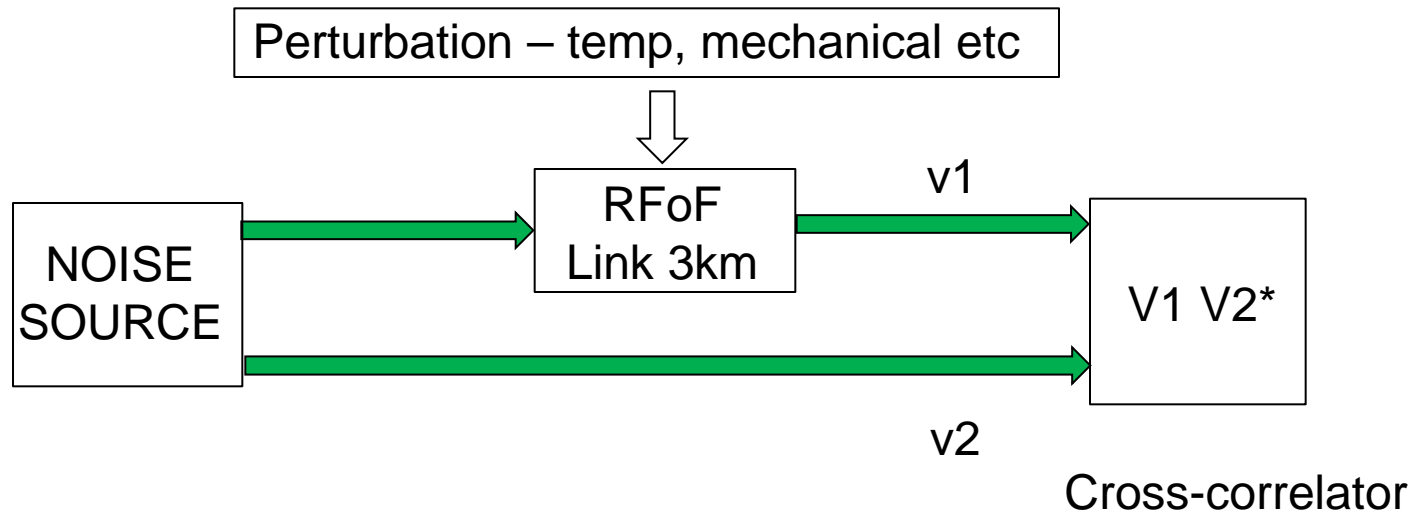 Perturbation – temp, mechanical etc
v1
RFoF
Link 3km
NOISE
SOURCE
V1 V2*
v2
Cross-correlator